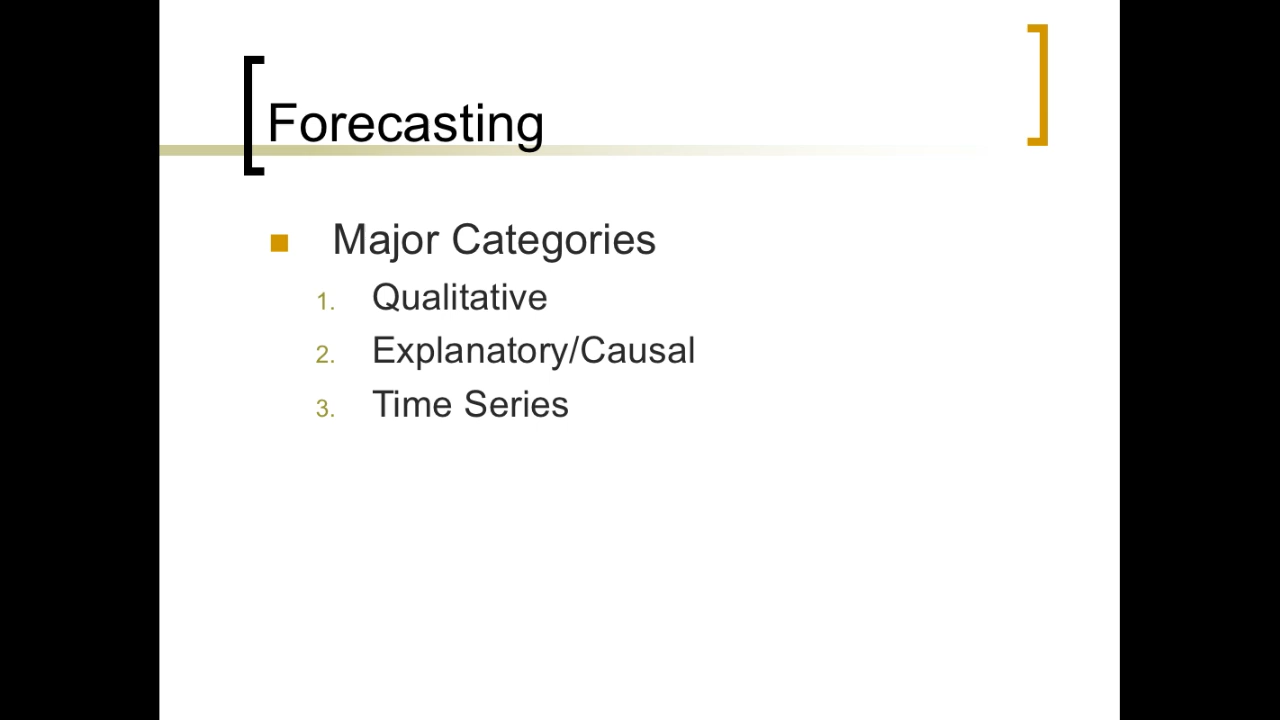 Forecasting
Major Categories
1. Qualitative
2. Explanatory/Causal
3. Time Series